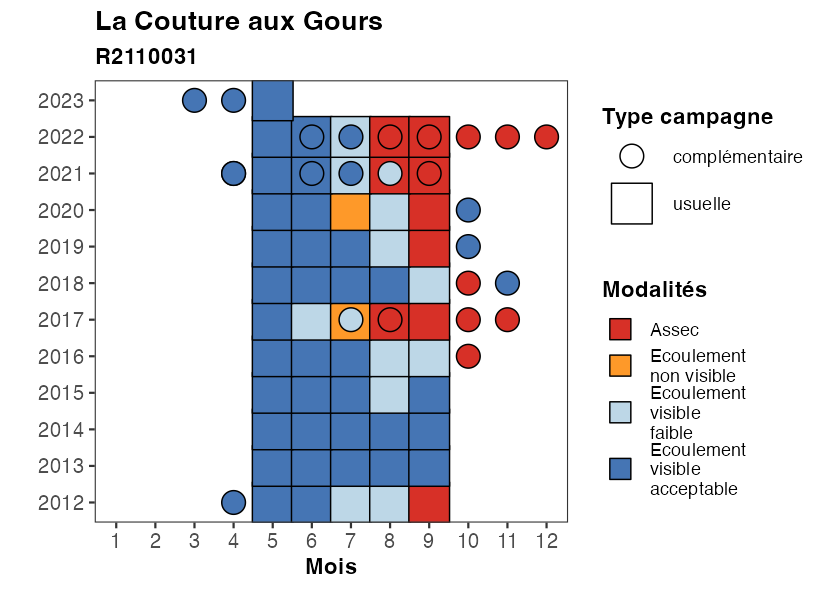 La Couture aux Gours
R2110031
2023
2022
2021
2020
2019
2018
2017
2016
2015
2014
2013
2012
1 2 3 4 5 6 7 8 9 10 11 12
Mois
Type campagne
complémentaire
usuelle
Modalités
Assec
Ecoulement
non visible
Ecoulement
visible
faible
Ecoulement
visible
acceptable